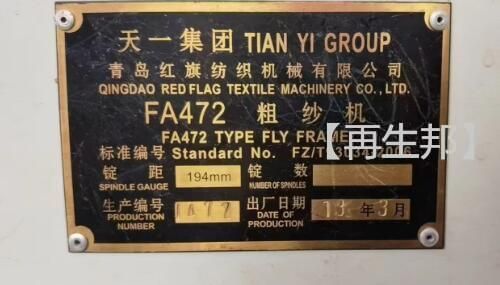 天一集团 TIAN YI GROUP
青岛红旗纺织机械有限公司
QINGDAO RED FLAG TEXTILE MACHINERY CO., LTD.
FA472 粗纱机
FA472 TYPE FLY FRAME
标准编号 Standard No. FZ/T
锭距 194mm 锭数
SPINDLE GAUGE NUMBER OF SPINDLES
生产编号 出厂日期 年3月
PRODUCTION NUMBER DATE OF PRODUCTION
【再生邦】